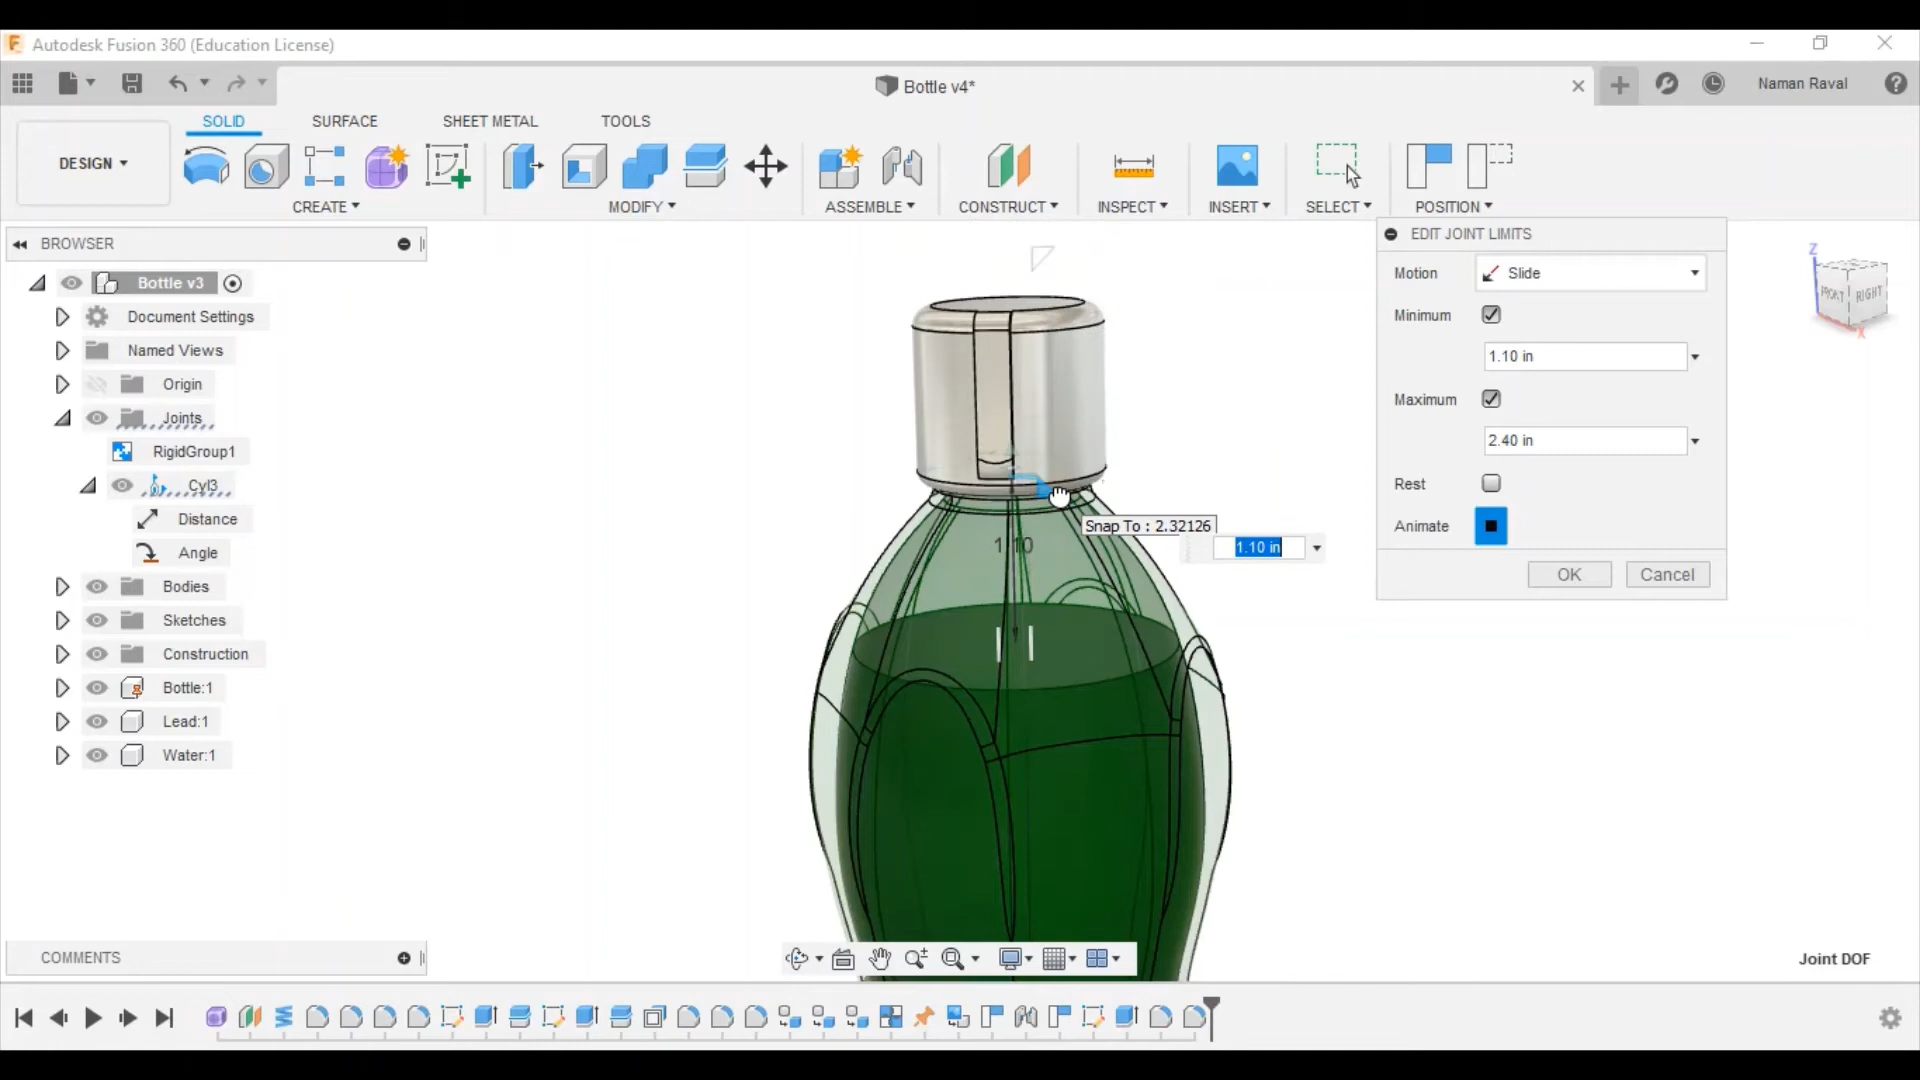 Autodesk Fusion 360 (Education License)
Bottle v4*
Naman Raval
SOLID
SURFACE
SHEET METAL
TOOLS
DESIGN
CREATE
MODIFY
ASSEMBLE
CONSTRUCT
INSPECT
INSERT
SELECT
POSITION
BROWSER
Bottle v3
Document Settings
Named Views
Origin
Joints
RigidGroup1
Cyl3
Distance
Angle
Bodies
Sketches
Construction
Bottle:1
Lead:1
Water:1
EDIT JOINT LIMITS
Motion
Slide
Minimum
1.10 in
Maximum
2.40 in
Rest
Animate
OK
Cancel
Z
FRONT
RIGHT
X
Snap To : 2.32126
1.10
1.10 in
COMMENTS
Joint DOF